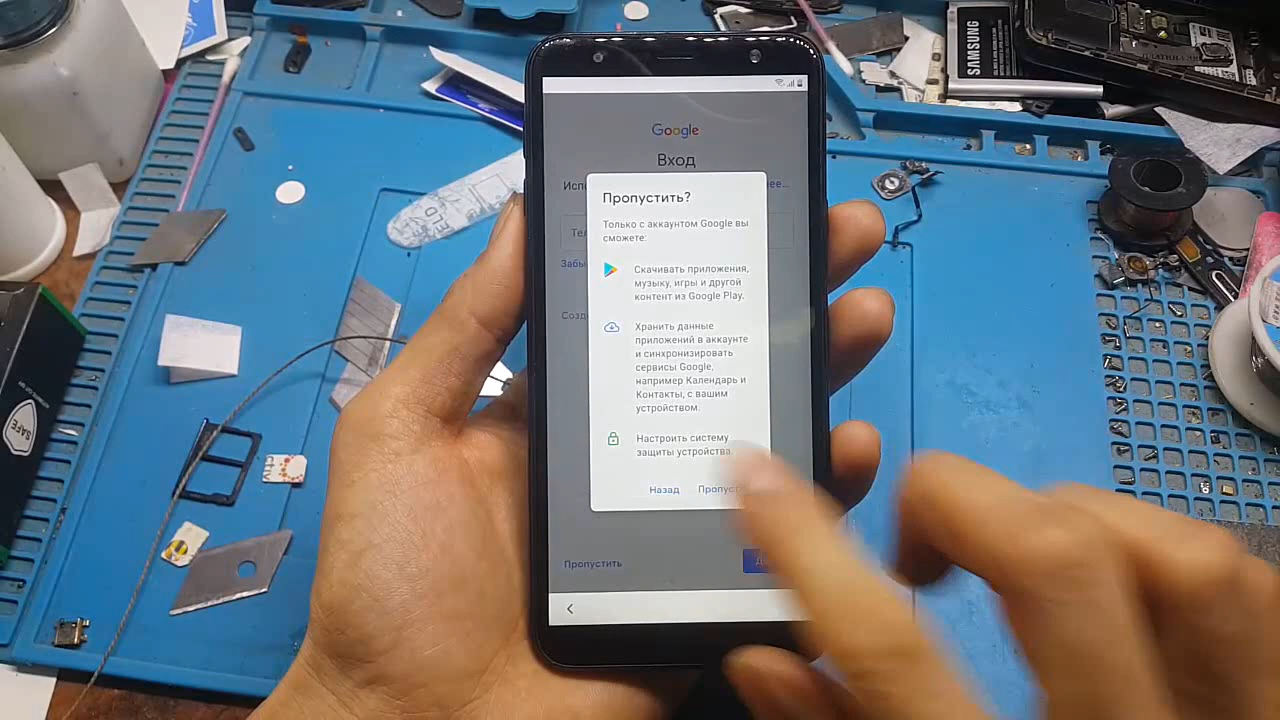 SAMSUNG
Google
Вход
Пропустить?
Только с аккаунтом Google вы
сможете:
Скачивать приложения,
музыку, игры и другой
контент из Google Play.
Хранить данные
приложений в аккаунте
и синхронизировать
сервисы Google,
например Календарь и
Контакты, с вашим
устройством.
Настроить систему
защиты устройства
Назад
Пропустить
SAFE